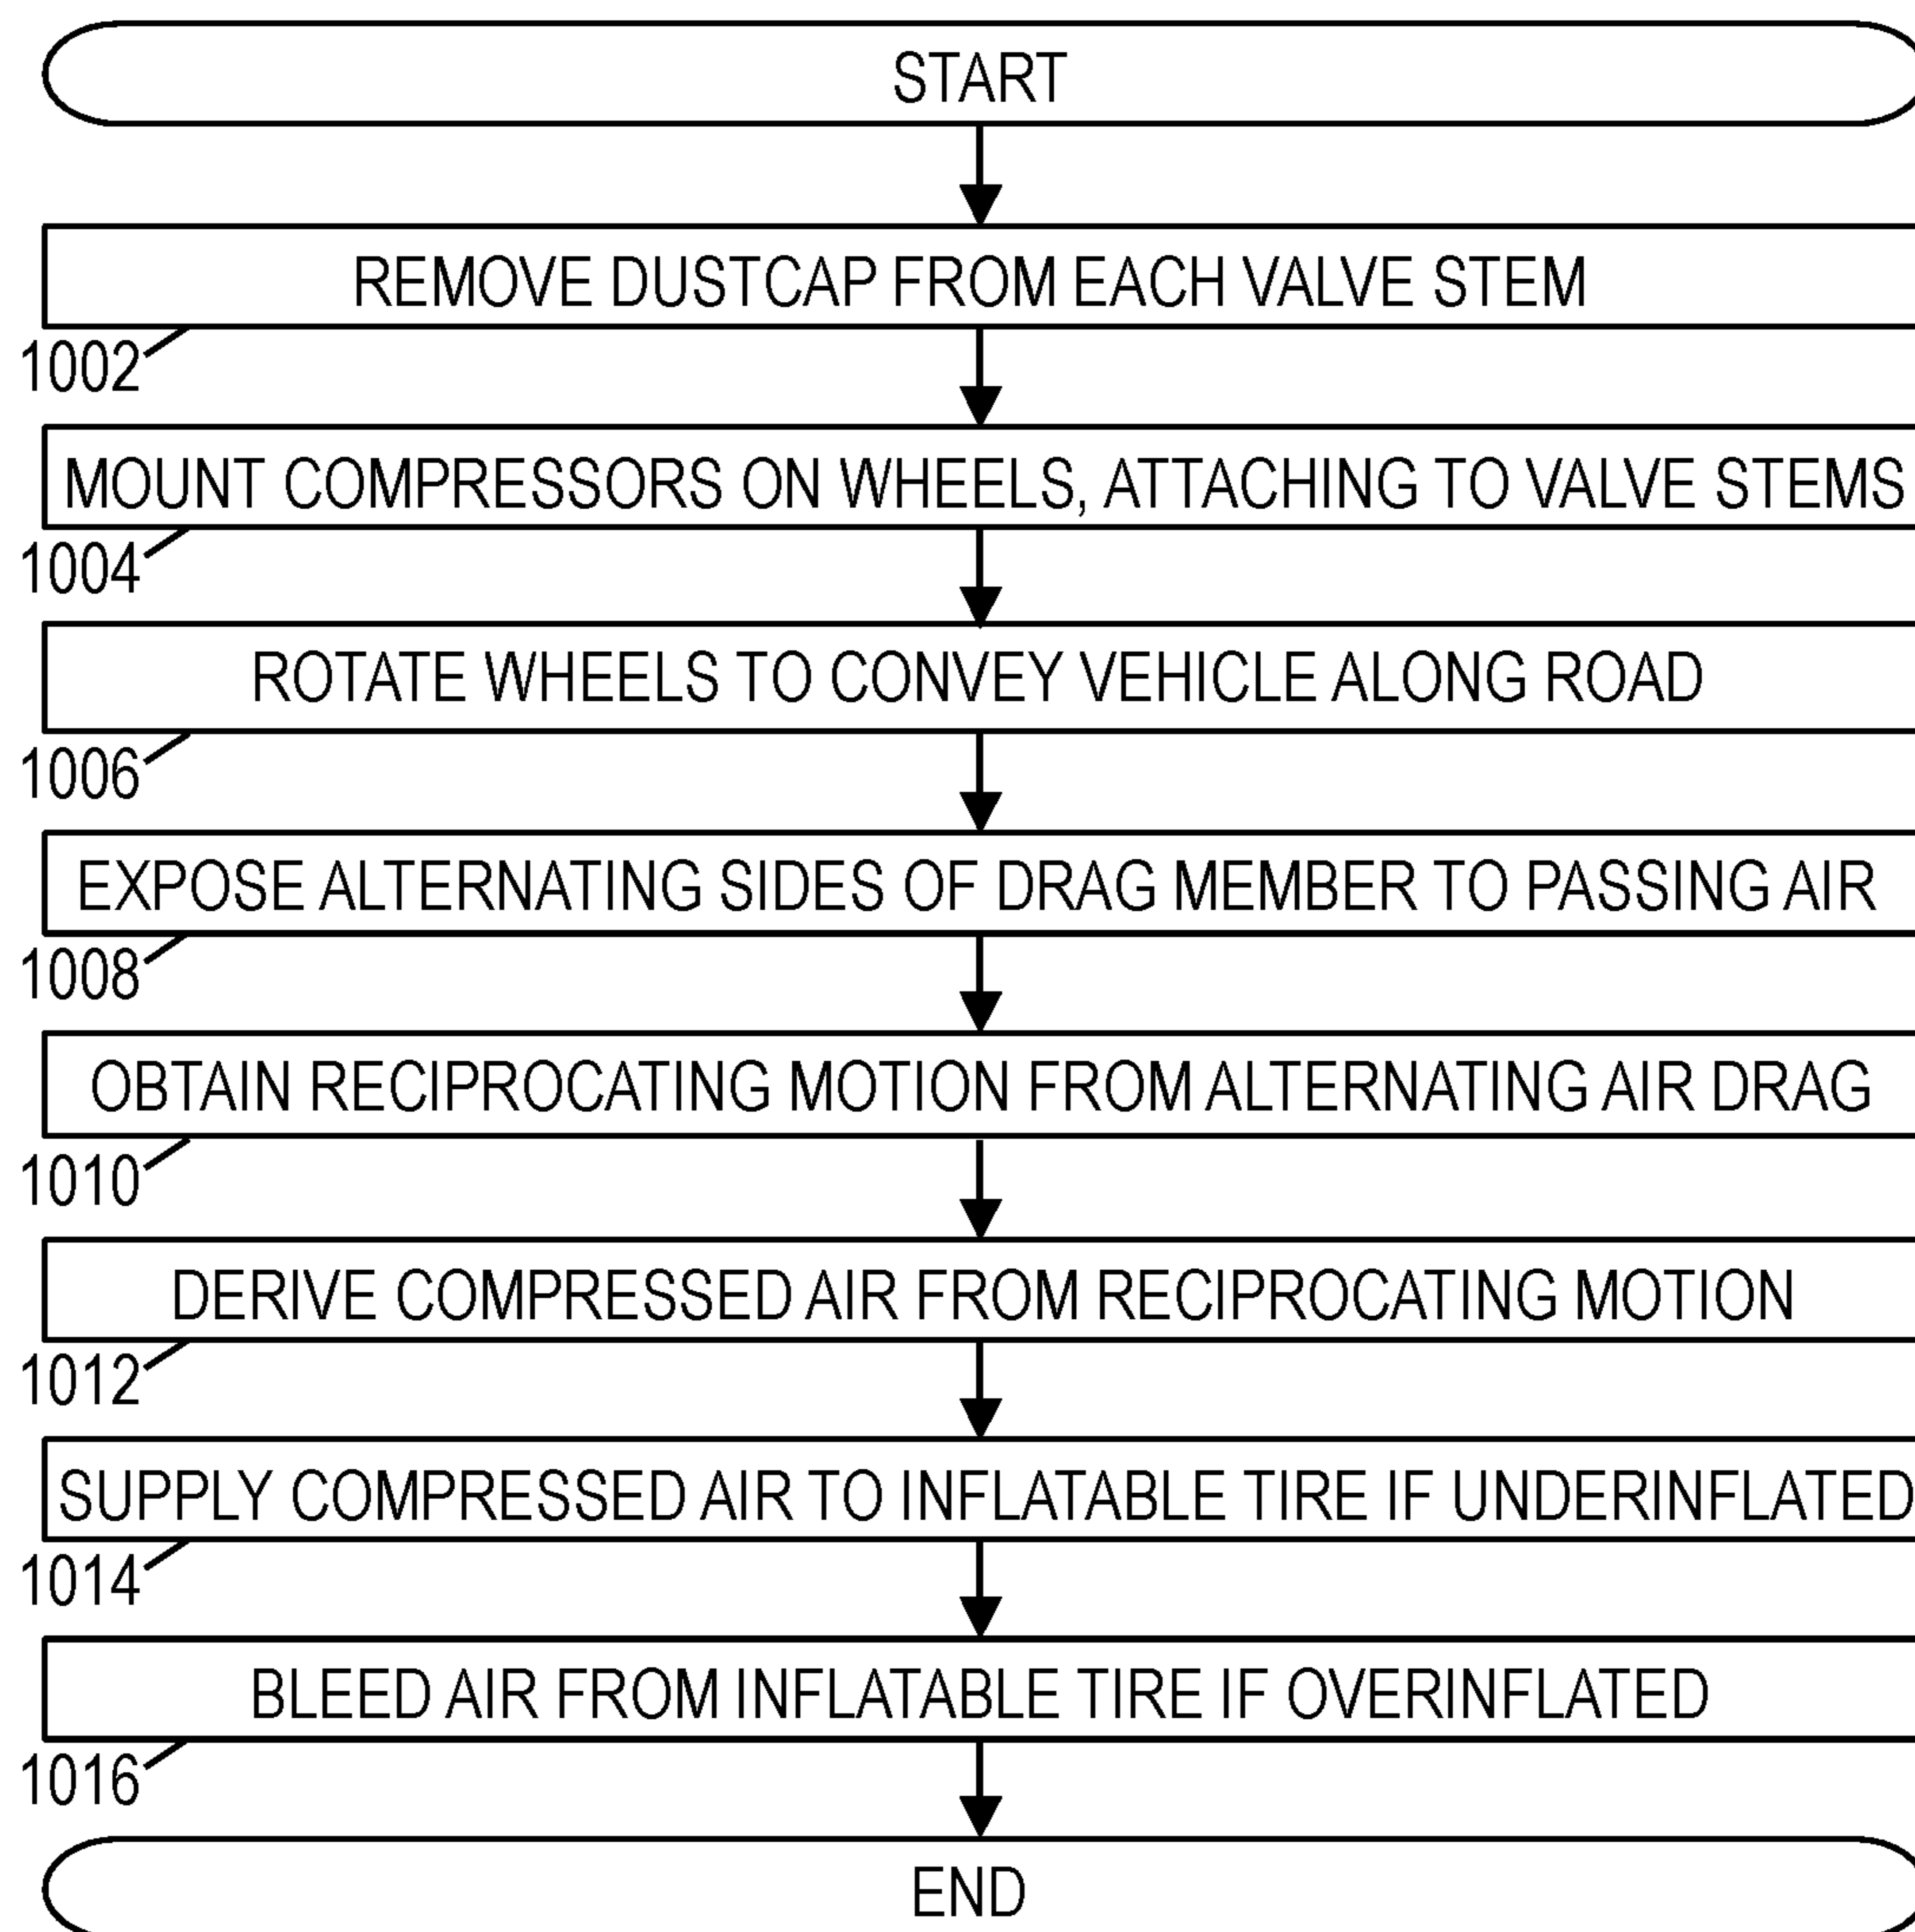 START
REMOVE DUSTCAP FROM EACH VALVE STEM
1002
MOUNT COMPRESSORS ON WHEELS, ATTACHING TO VALVE STEMS
1004
ROTATE WHEELS TO CONVEY VEHICLE ALONG ROAD
1006
EXPOSE ALTERNATING SIDES OF DRAG MEMBER TO PASSING AIR
1008
OBTAIN RECIPROCATING MOTION FROM ALTERNATING AIR DRAG
1010
DERIVE COMPRESSED AIR FROM RECIPROCATING MOTION
1012
SUPPLY COMPRESSED AIR TO INFLATABLE TIRE IF UNDERINFLATED
1014
BLEED AIR FROM INFLATABLE TIRE IF OVERINFLATED
1016
END